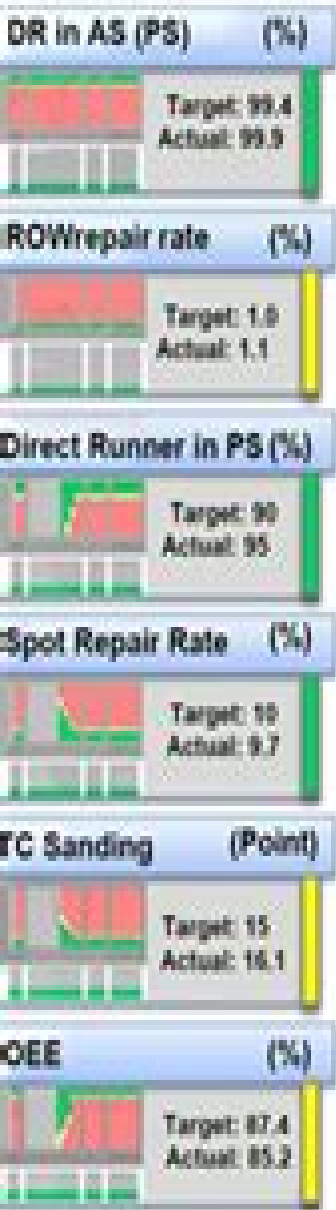 DR in AS (PS) (%)
Target: 99.4
Actual: 99.9
ROWrepair rate (%)
Target: 1.0
Actual: 1.1
Direct Runner in PS (%)
Target: 90
Actual: 95
Spot Repair Rate (%)
Target: 10
Actual: 9.7
TC Sanding (Point)
Target: 15
Actual: 16.1
OEE (%)
Target: 87.4
Actual: 85.2